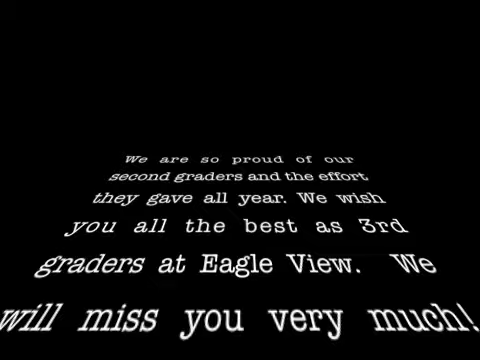 We are so proud of our
second graders and the effort
they gave all year. We wish
you all the best as 3rd
graders at Eagle View. We
will miss you very much!